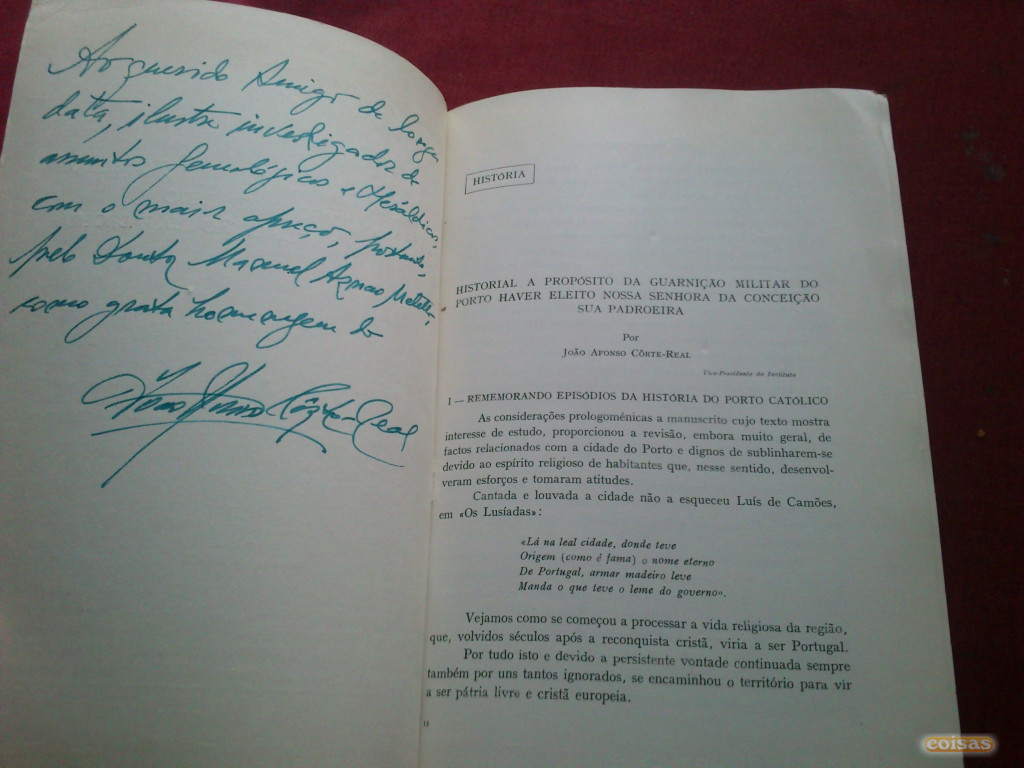 Ao querido Amigo de longa
data, ilustre investigador de
assuntos Genealógicos e Heráldicos,
com o maior apreço,
pelo Doutor Manuel
como grata homenagem do
João Afonso Côrte-Real
HISTÓRIA
HISTORIAL A PROPÓSITO DA GUARNIÇÃO MILITAR DO
PORTO HAVER ELEITO NOSSA SENHORA DA CONCEIÇÃO
SUA PADROEIRA
Por
JOÃO AFONSO CÔRTE-REAL
Vice-Presidente do Instituto
I — REMEMORANDO EPISÓDIOS DA HISTÓRIA DO PORTO CATÓLICO
As considerações prologoménicas a manuscrito cujo texto mostra
interesse de estudo, proporcionou a revisão, embora muito geral, de
factos relacionados com a cidade do Porto e dignos de sublinharem-se
devido ao espírito religioso de habitantes que, nesse sentido, desenvol-
veram esforços e tomaram atitudes.
Cantada e louvada a cidade não a esqueceu Luís de Camões,
em «Os Lusíadas»:
«Lá na leal cidade, donde teve
Origem (como é fama) o nome eterno
De Portugal, armar madeiro leve
Manda o que teve o leme do governo».
Vejamos como se começou a processar a vida religiosa da região,
que, volvidos séculos após a reconquista cristã, viria a ser Portugal.
Por tudo isto e devido a persistente vontade continuada sempre
também por uns tantos ignorados, se encaminhou o território para vir
a ser pátria livre e cristã europeia.
coisas